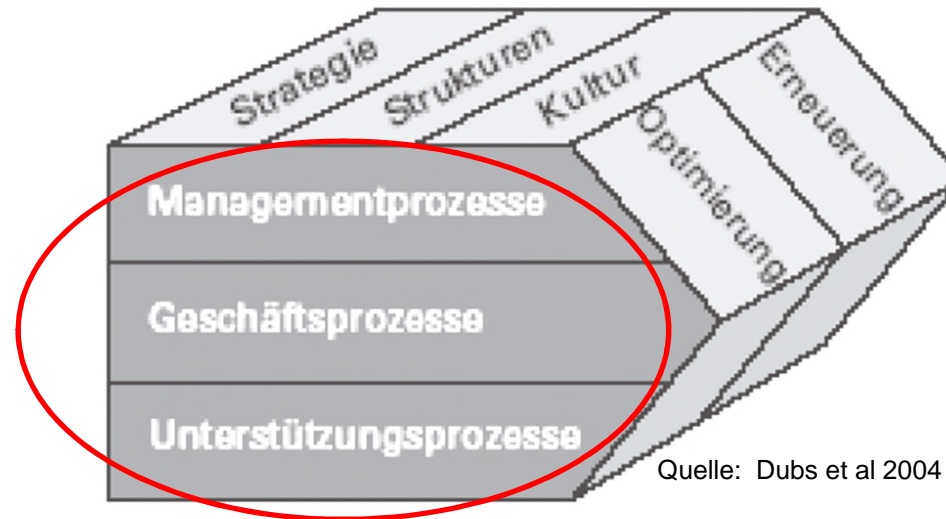 Strategie
Strukturen
Kultur
Optimierung
Erneuerung
Managementprozesse
Geschäftsprozesse
Unterstützungsprozesse
Quelle: Dubs et al 2004